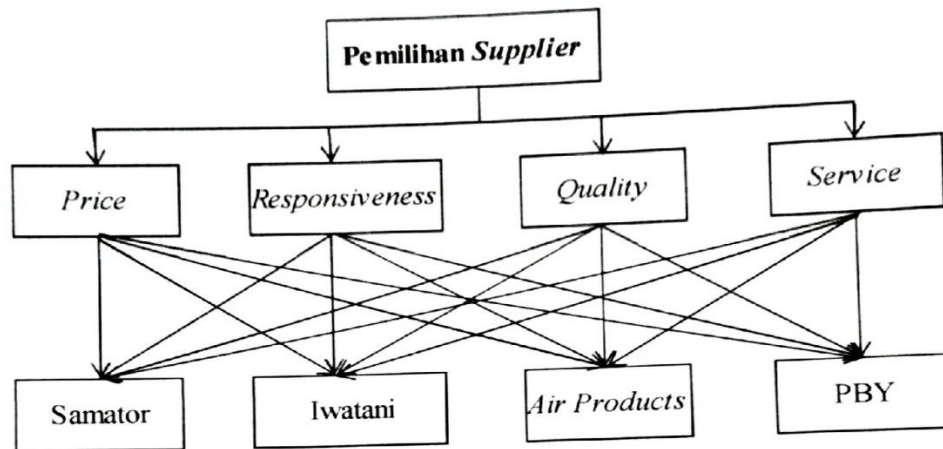 Pemilihan Supplier
Price
Responsiveness
Quality
Service
Samator
Iwatani
Air Products
PBY